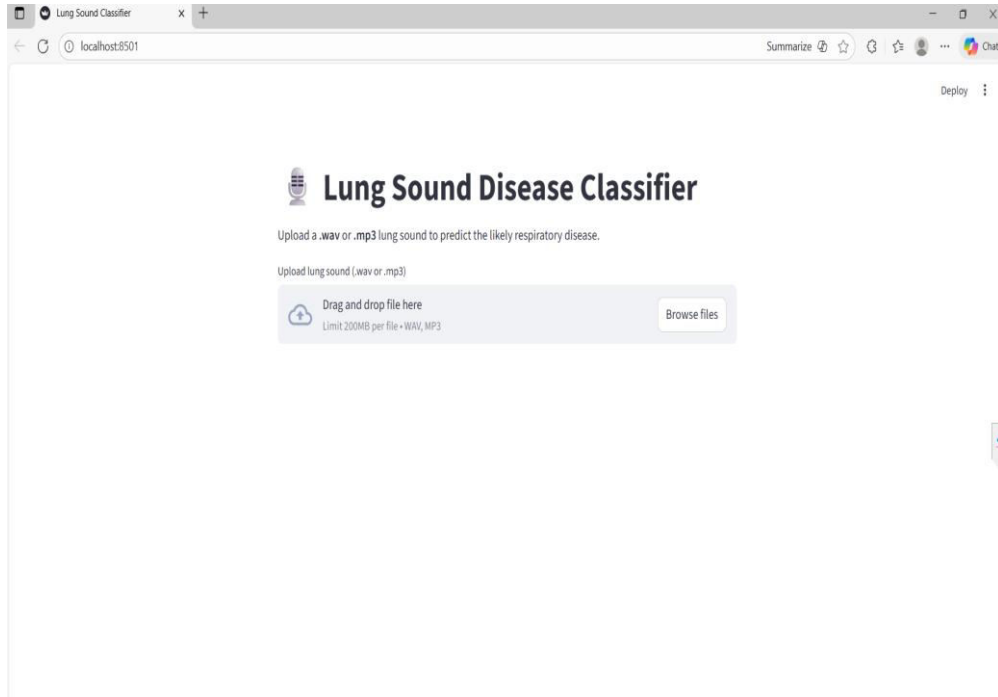 Lung Sound Classifier
localhost:8501
Summarize
Chat
Deploy
Lung Sound Disease Classifier
Upload a .wav or .mp3 lung sound to predict the likely respiratory disease.
Upload lung sound (.wav or .mp3)
Drag and drop file here
Limit 200MB per file • WAV, MP3
Browse files